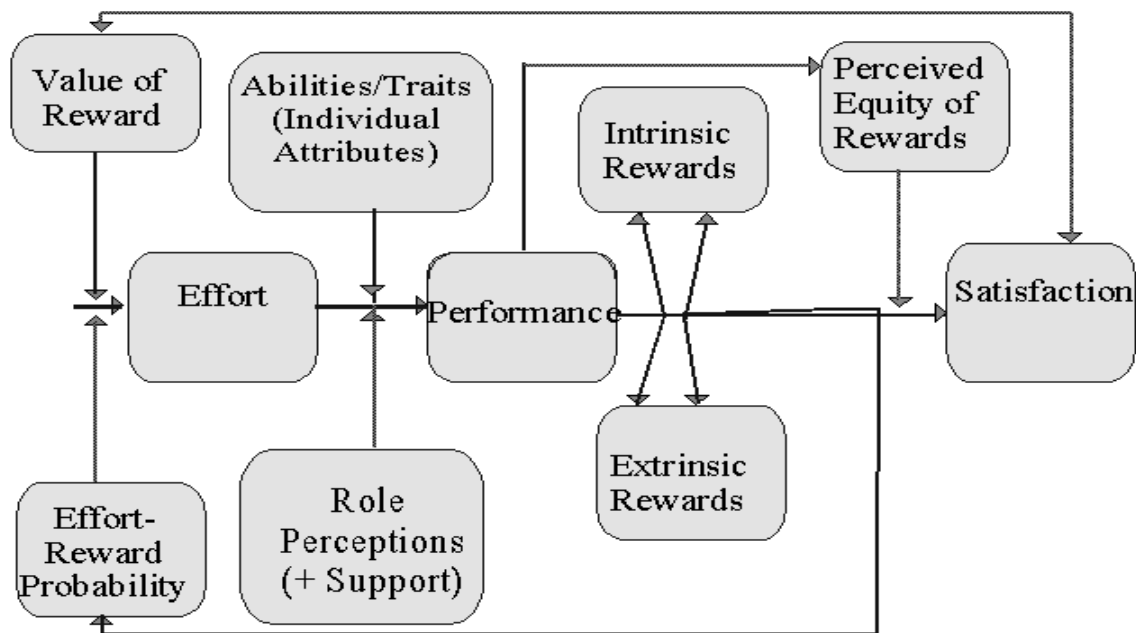 Value of
Reward
Abilities/Traits
(Individual
Attributes)
Intrinsic
Rewards
Perceived
Equity of
Rewards
Effort
Performance
Satisfaction
Effort-
Reward
Probability
Role
Perceptions
(+ Support)
Extrinsic
Rewards